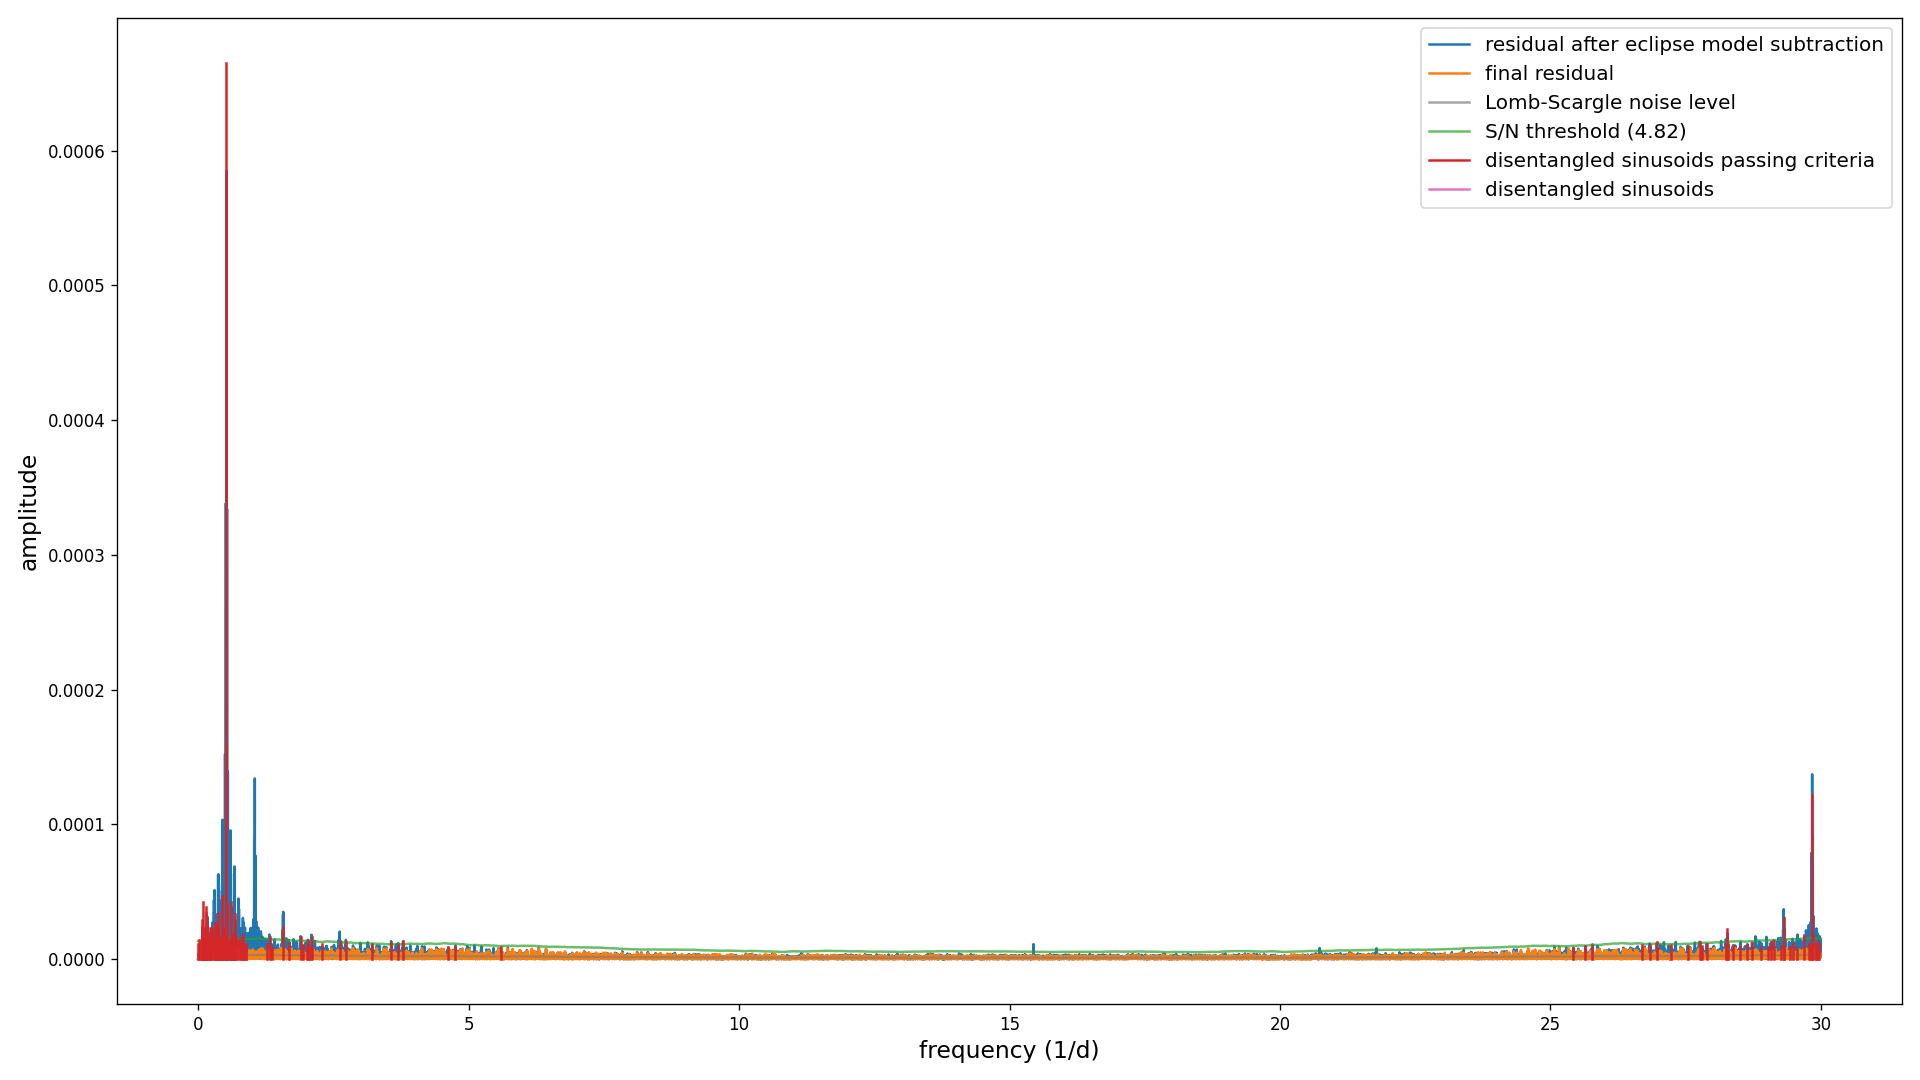 residual after eclipse model subtraction
final residual
Lomb-Scargle noise level
S/N threshold (4.82)
disentangled sinusoids passing criteria
disentangled sinusoids
amplitude
0.0006
0.0005
0.0004
0.0003
0.0002
0.0001
0.0000
0 5 10 15 20 25 30
frequency (1/d)